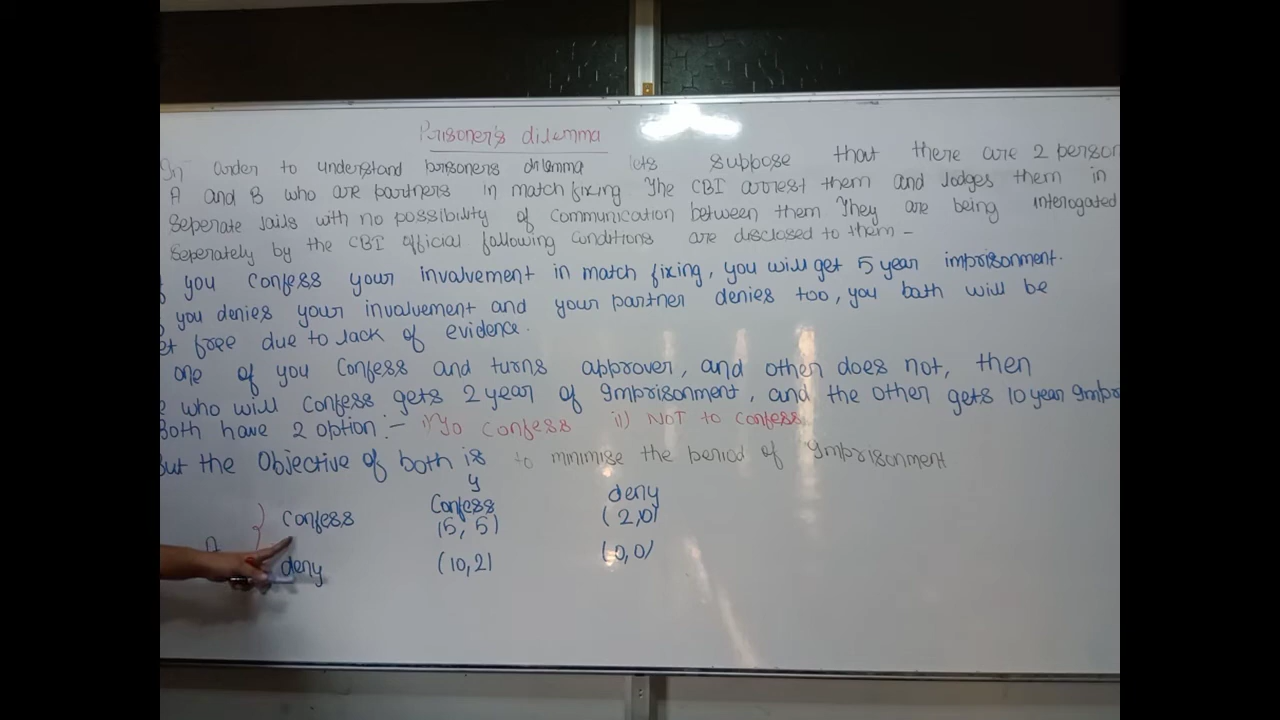 Prisoner's dilemma
In order to understand prisoners dilemma lets suppose that there are 2 person
A and B who are partners in match fixing The CBI arrest them and lodges them in
Seperate Jails with no possibility of communication between them They are being interogated
Seperately by the CBI official following conditions are disclosed to them -
f you confess your involvement in match fixing, you will get 5 year imprisonment.
you denies your involvement and your partner denies too, you both will be
et free due to lack of evidence.
one of you confess and turns approver, and other does not, then
e who will confess gets 2 year of Imprisonment, and the other gets 10 year Impr
Both have 2 option :- i) To confess ii) NOT to confess
But the Objective of both is to minimise the period of Imprisonment
y
Confess deny
Confess (5, 5) (2,0)
A
deny (10,2) (0,0)